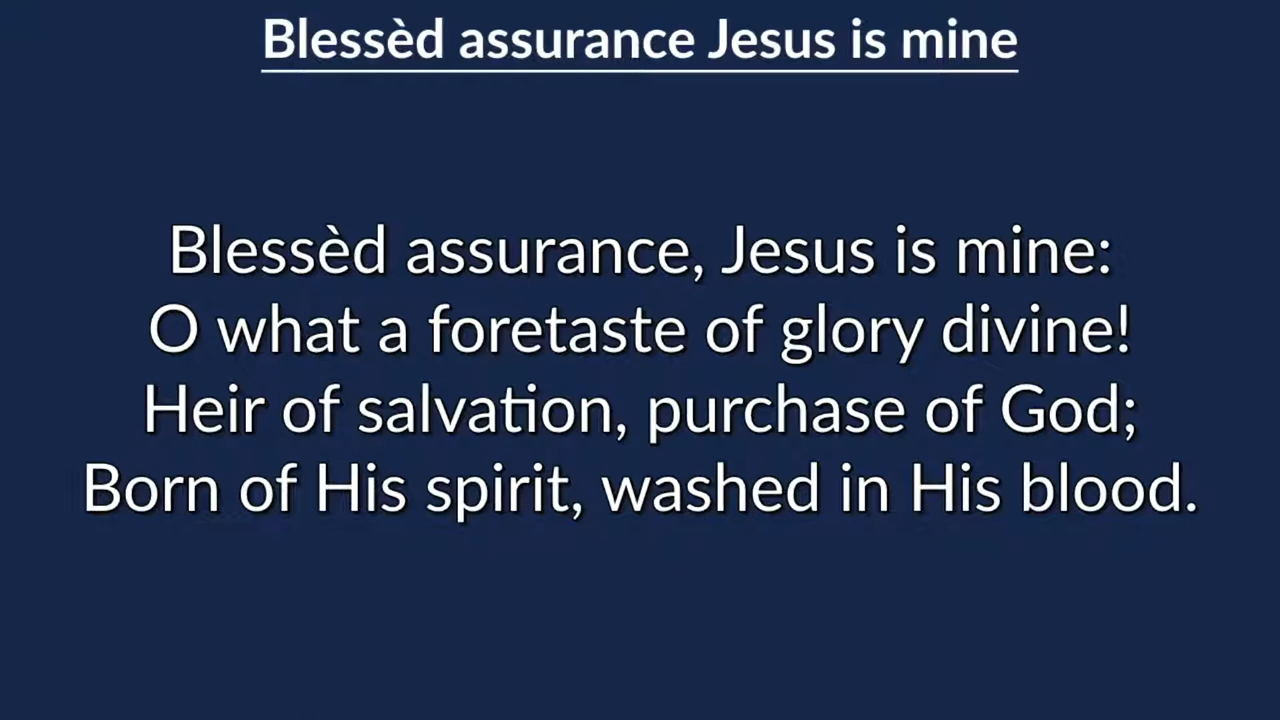 Blessèd assurance Jesus is mine
Blessèd assurance, Jesus is mine:
O what a foretaste of glory divine!
Heir of salvation, purchase of God;
Born of His spirit, washed in His blood.